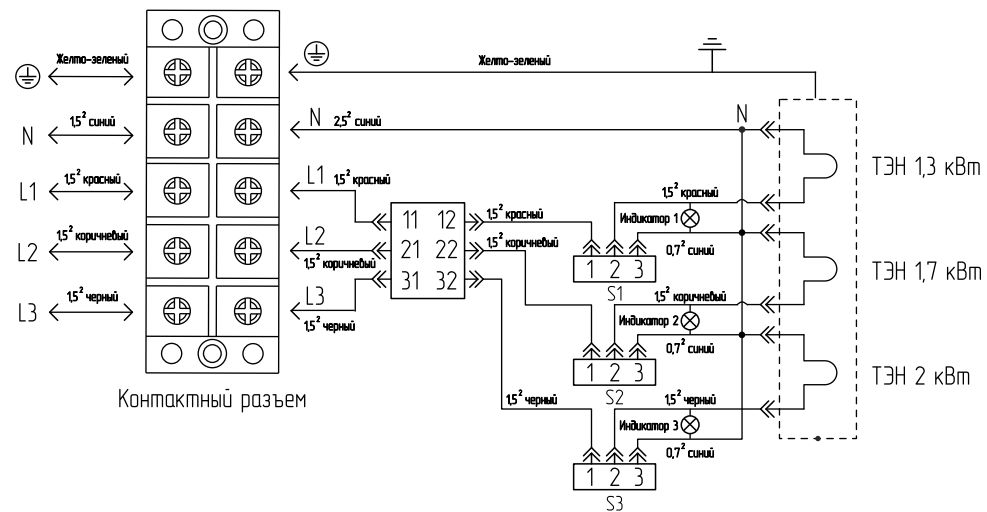 Желто-зеленый
Желто-зеленый
N
1,5² синий
N 2,5² синий
N
ТЭН 1,3 кВт
L1
1,5² красный
L1 1,5² красный
1,5² красный
11 12
1,5² красный
Индикатор 1
L2
1,5² коричневый
L2
1,5² коричневый
21 22
1,5² коричневый
0,7² синий
1 2 3
S1
ТЭН 1,7 кВт
31 32
L3
1,5² черный
L3
1,5² черный
1,5² коричневый
Индикатор 2
0,7² синий
1 2 3
S2
ТЭН 2 кВт
Контактный разъем
1,5² черный
1,5² черный
Индикатор 3
0,7² синий
1 2 3
S3